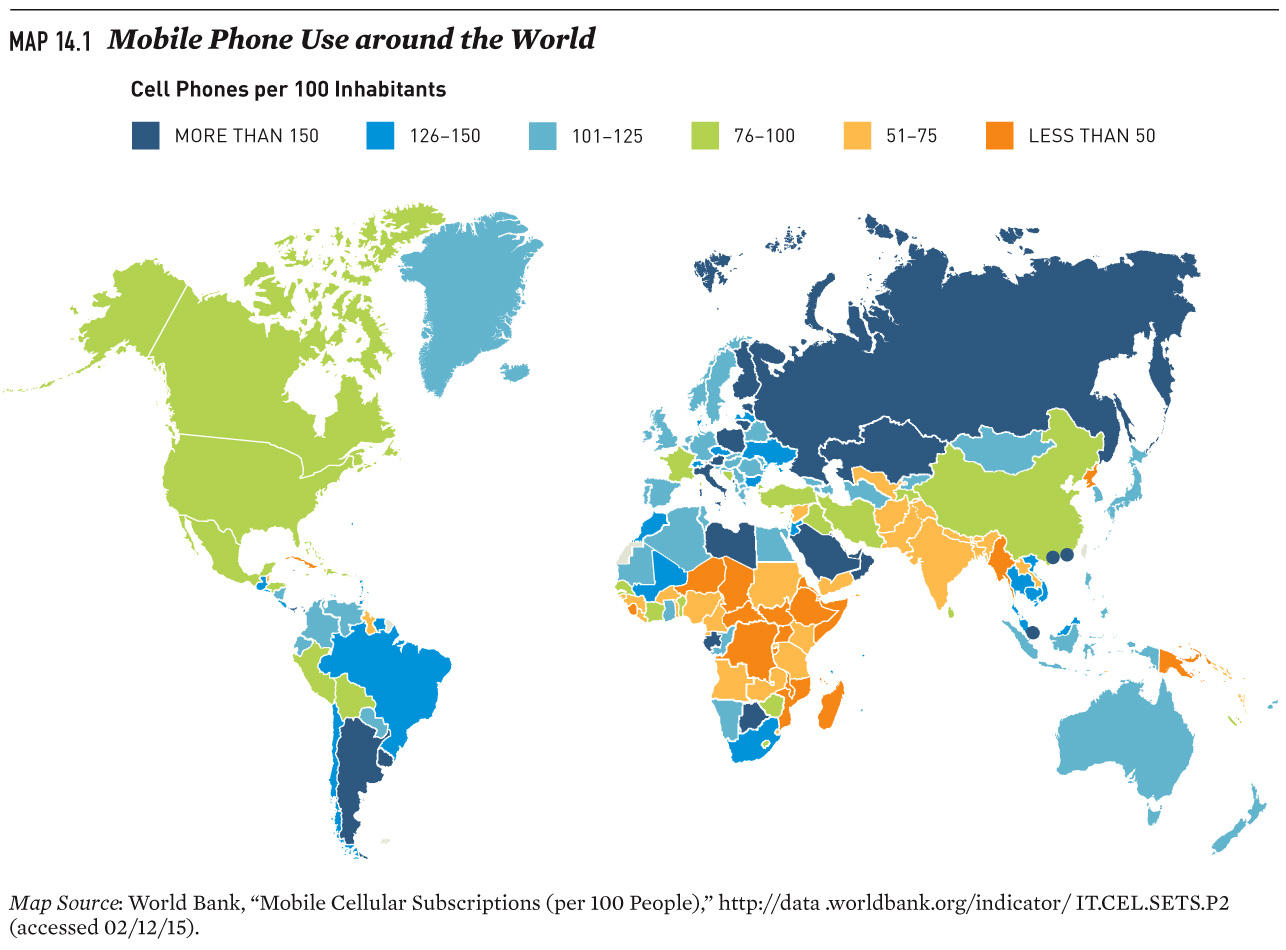 MAP 14.1 Mobile Phone Use around the World
Cell Phones per 100 Inhabitants
MORE THAN 150 126–150 101–125 76–100 51–75 LESS THAN 50
Map Source: World Bank, “Mobile Cellular Subscriptions (per 100 People),” http://data .worldbank.org/indicator/ IT.CEL.SETS.P2
(accessed 02/12/15).